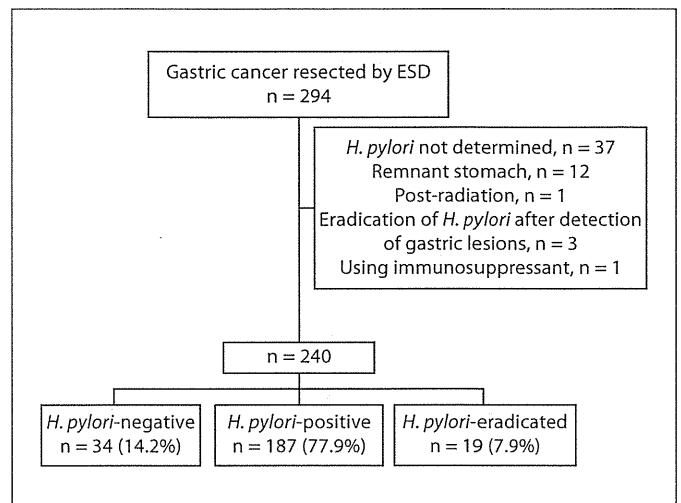 Gastric cancer resected by ESD
n = 294
H. pylori not determined, n = 37
Remnant stomach, n = 12
Post-radiation, n = 1
Eradication of H. pylori after detection
of gastric lesions, n = 3
Using immunosuppressant, n = 1
n = 240
H. pylori-negative
n = 34 (14.2%)
H. pylori-positive
n = 187 (77.9%)
H. pylori-eradicated
n = 19 (7.9%)